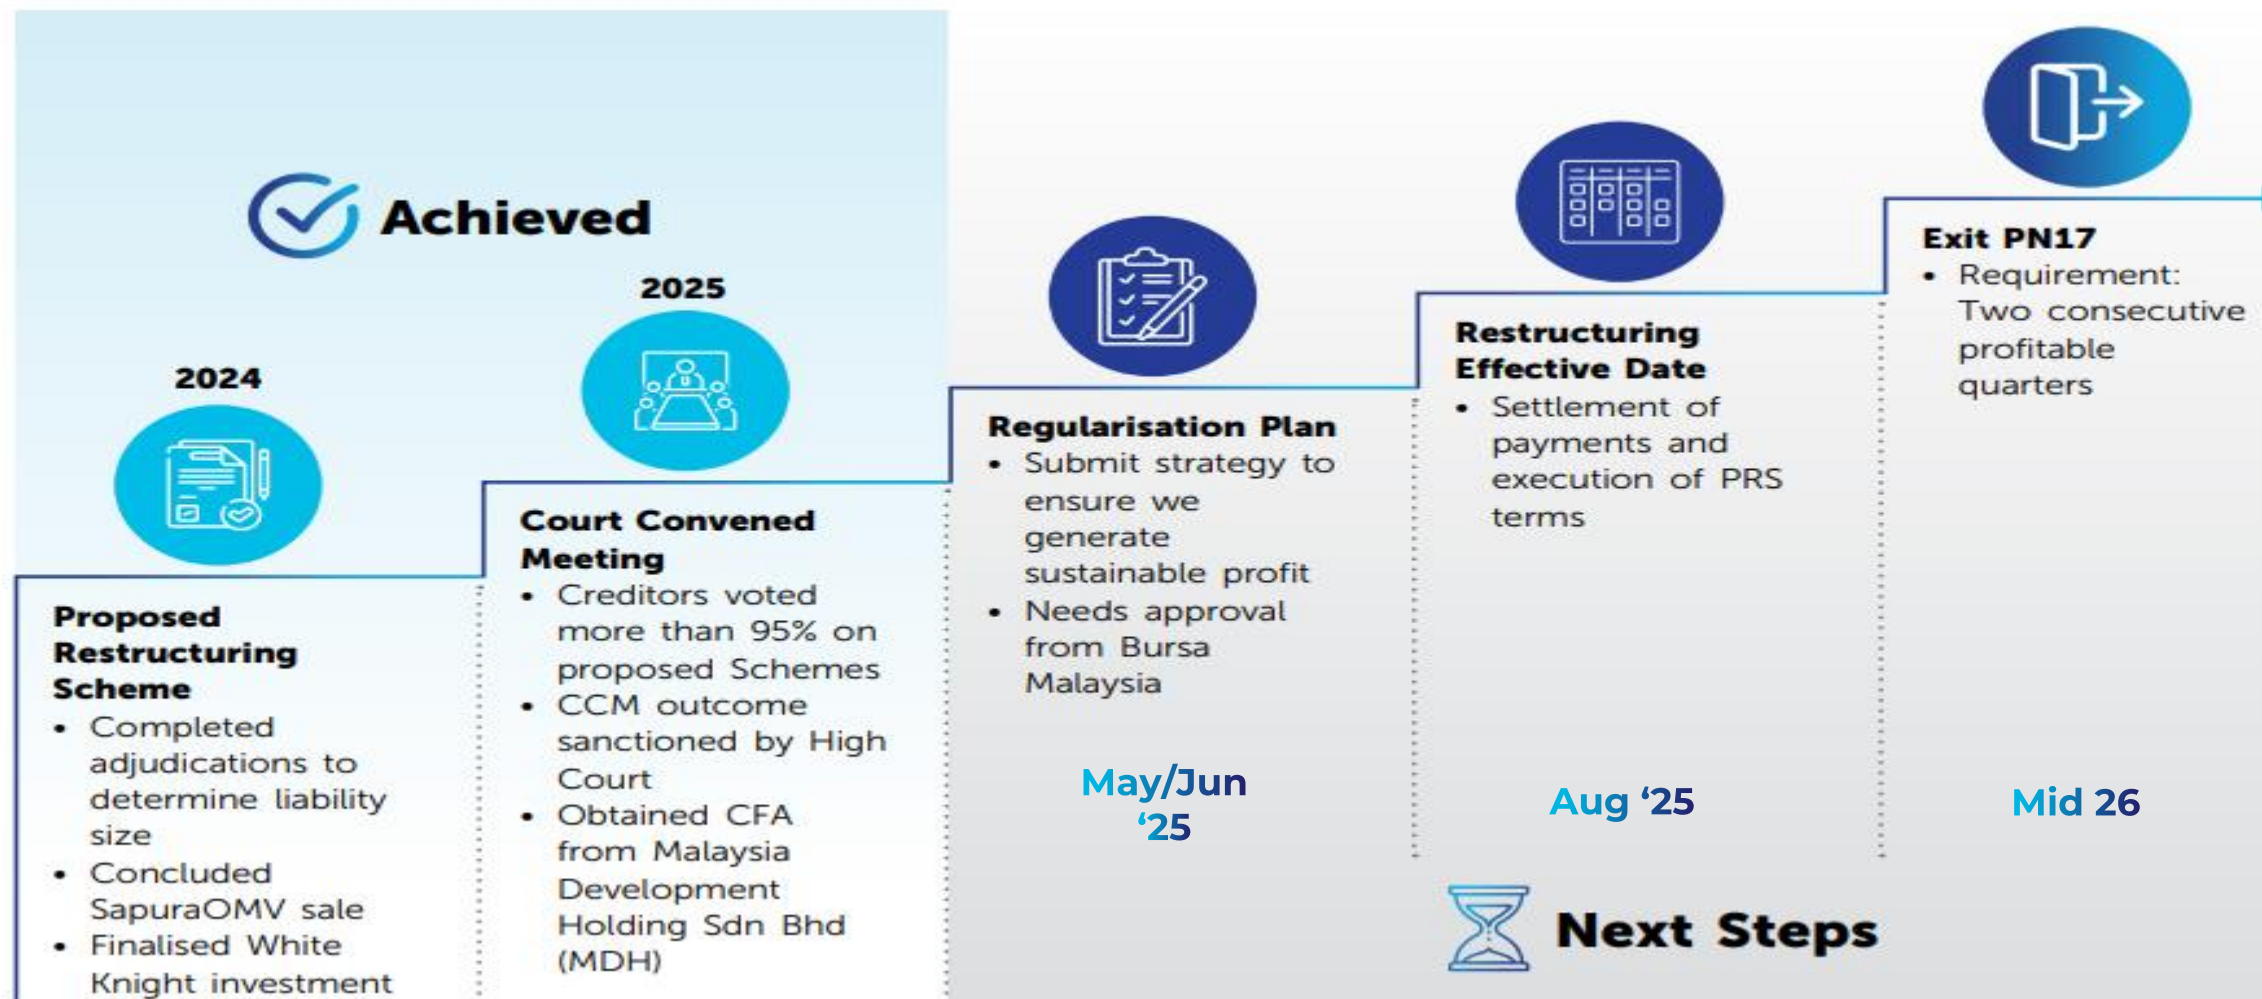 Achieved
2024
Proposed
Restructuring
Scheme
• Completed
adjudications to
determine liability
size
• Concluded
SapuraOMV sale
• Finalised White
Knight investment
2025
Court Convened
Meeting
• Creditors voted
more than 95% on
proposed Schemes
• CCM outcome
sanctioned by High
Court
• Obtained CFA
from Malaysia
Development
Holding Sdn Bhd
(MDH)
Regularisation Plan
• Submit strategy to
ensure we
generate
sustainable profit
• Needs approval
from Bursa
Malaysia
May/Jun
‘25
Restructuring
Effective Date
• Settlement of
payments and
execution of PRS
terms
Aug ‘25
Exit PN17
• Requirement:
Two consecutive
profitable
quarters
Mid 26
Next Steps